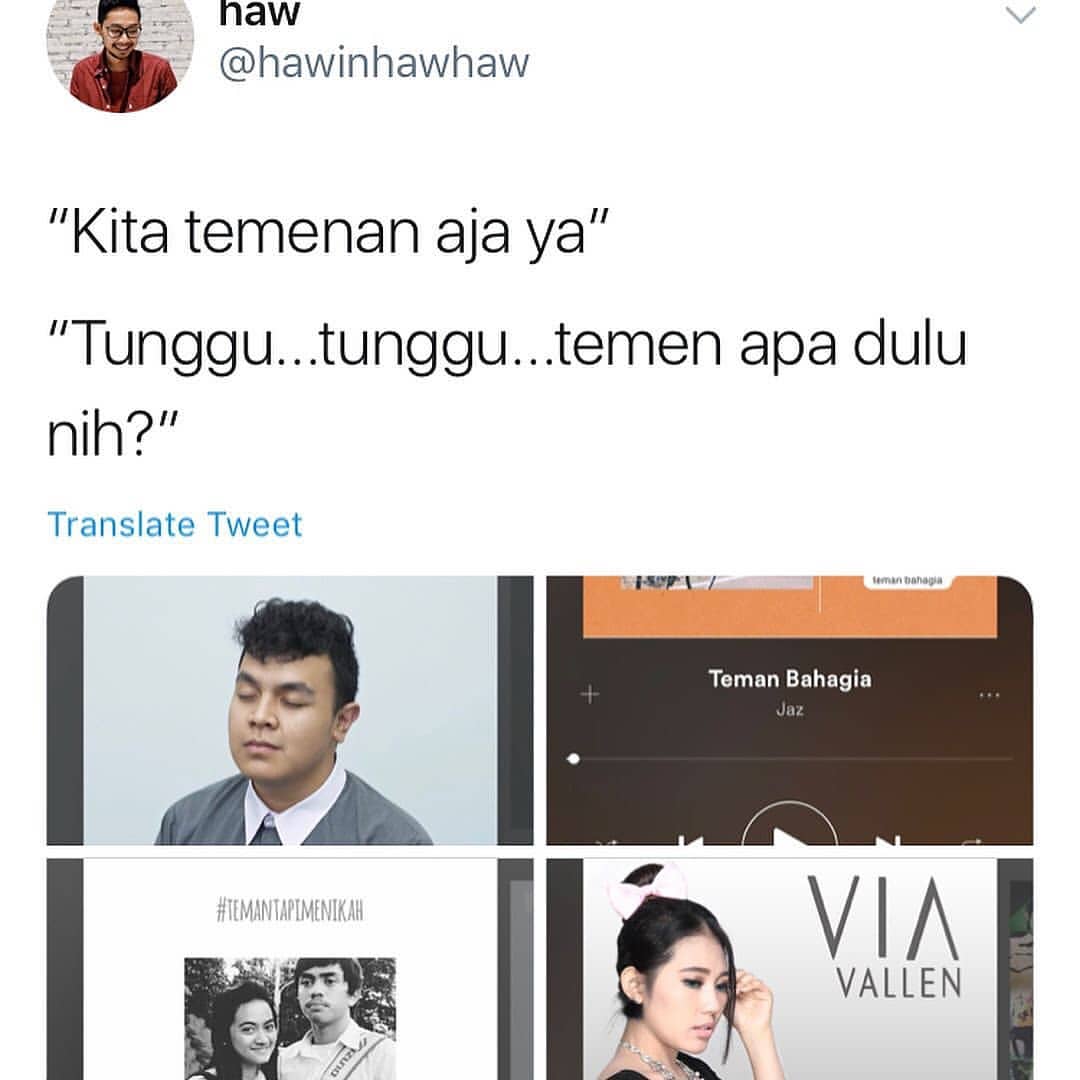 haw
@hawinhawhaw
"Kita temenan aja ya"
"Tunggu...tunggu...temen apa dulu
nih?"
Translate Tweet
teman bahagia
Teman Bahagia
Jaz
#TEMANTAPIMENIKAH
VIA
VALLEN